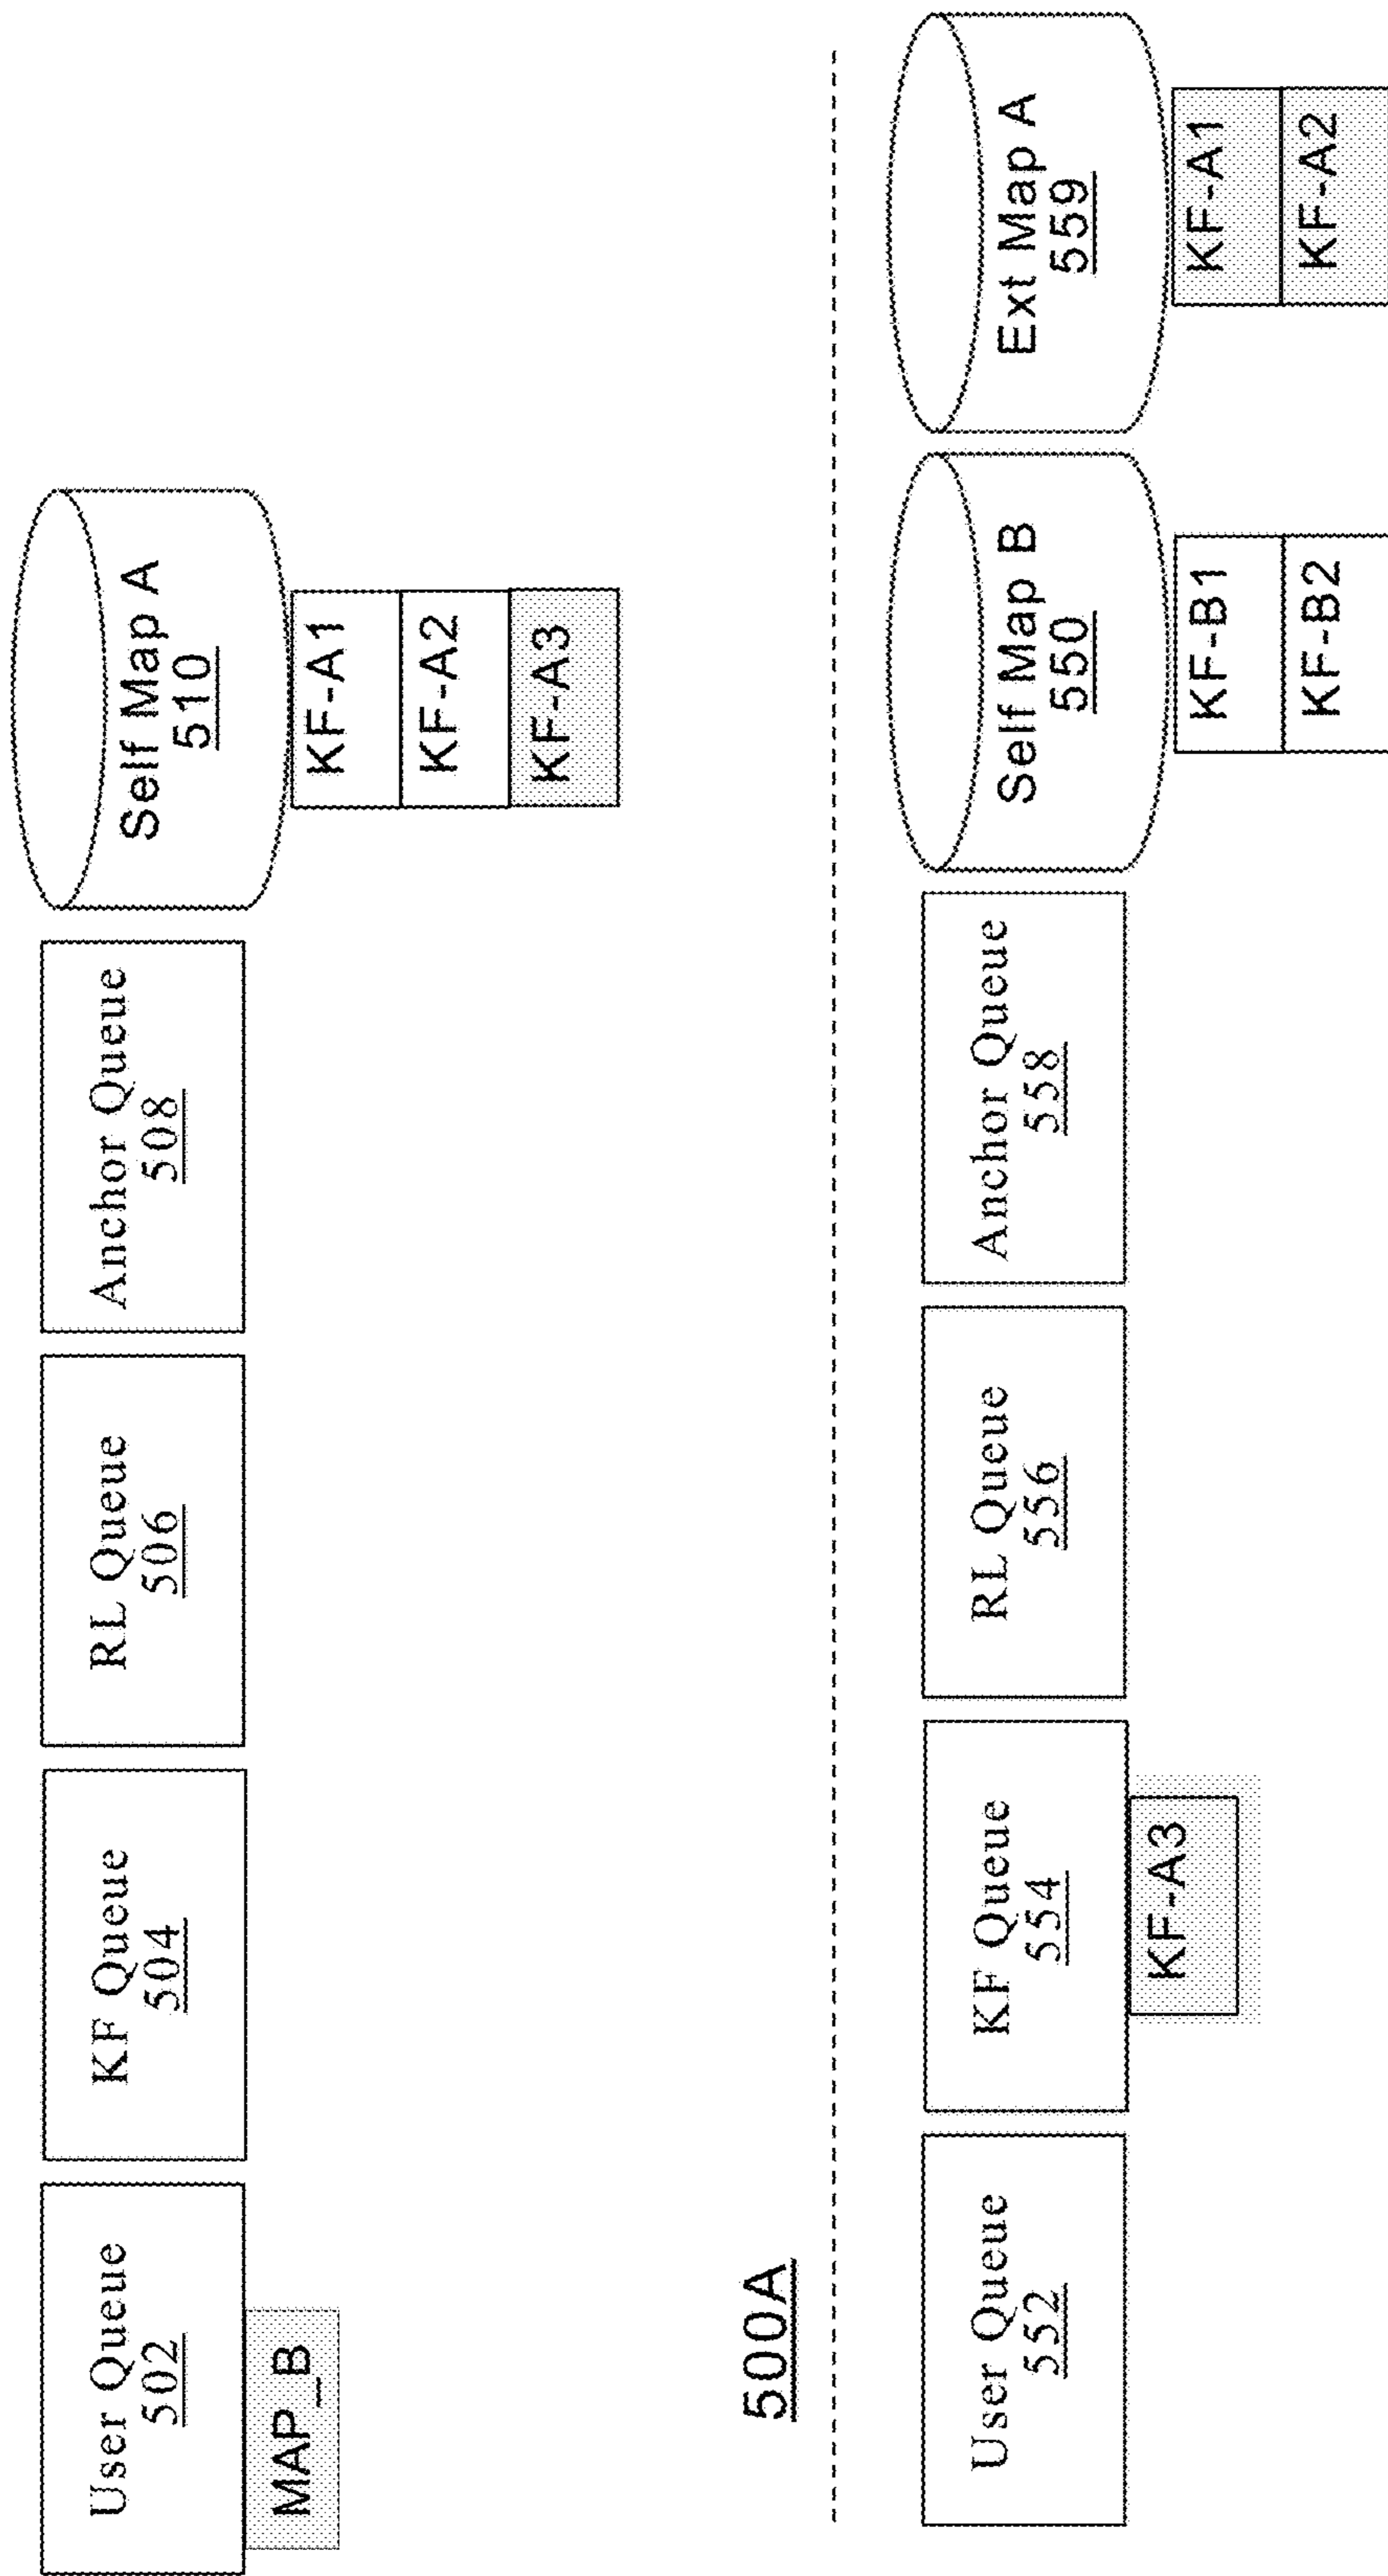 User Queue
502
MAP_B
KF Queue
504
RL Queue
506
Anchor Queue
508
Self Map A
510
KF-A1
KF-A2
KF-A3
500A
User Queue
552
KF Queue
554
KF-A3
RL Queue
556
Anchor Queue
558
Self Map B
550
KF-B1
KF-B2
Ext Map A
559
KF-A1
KF-A2